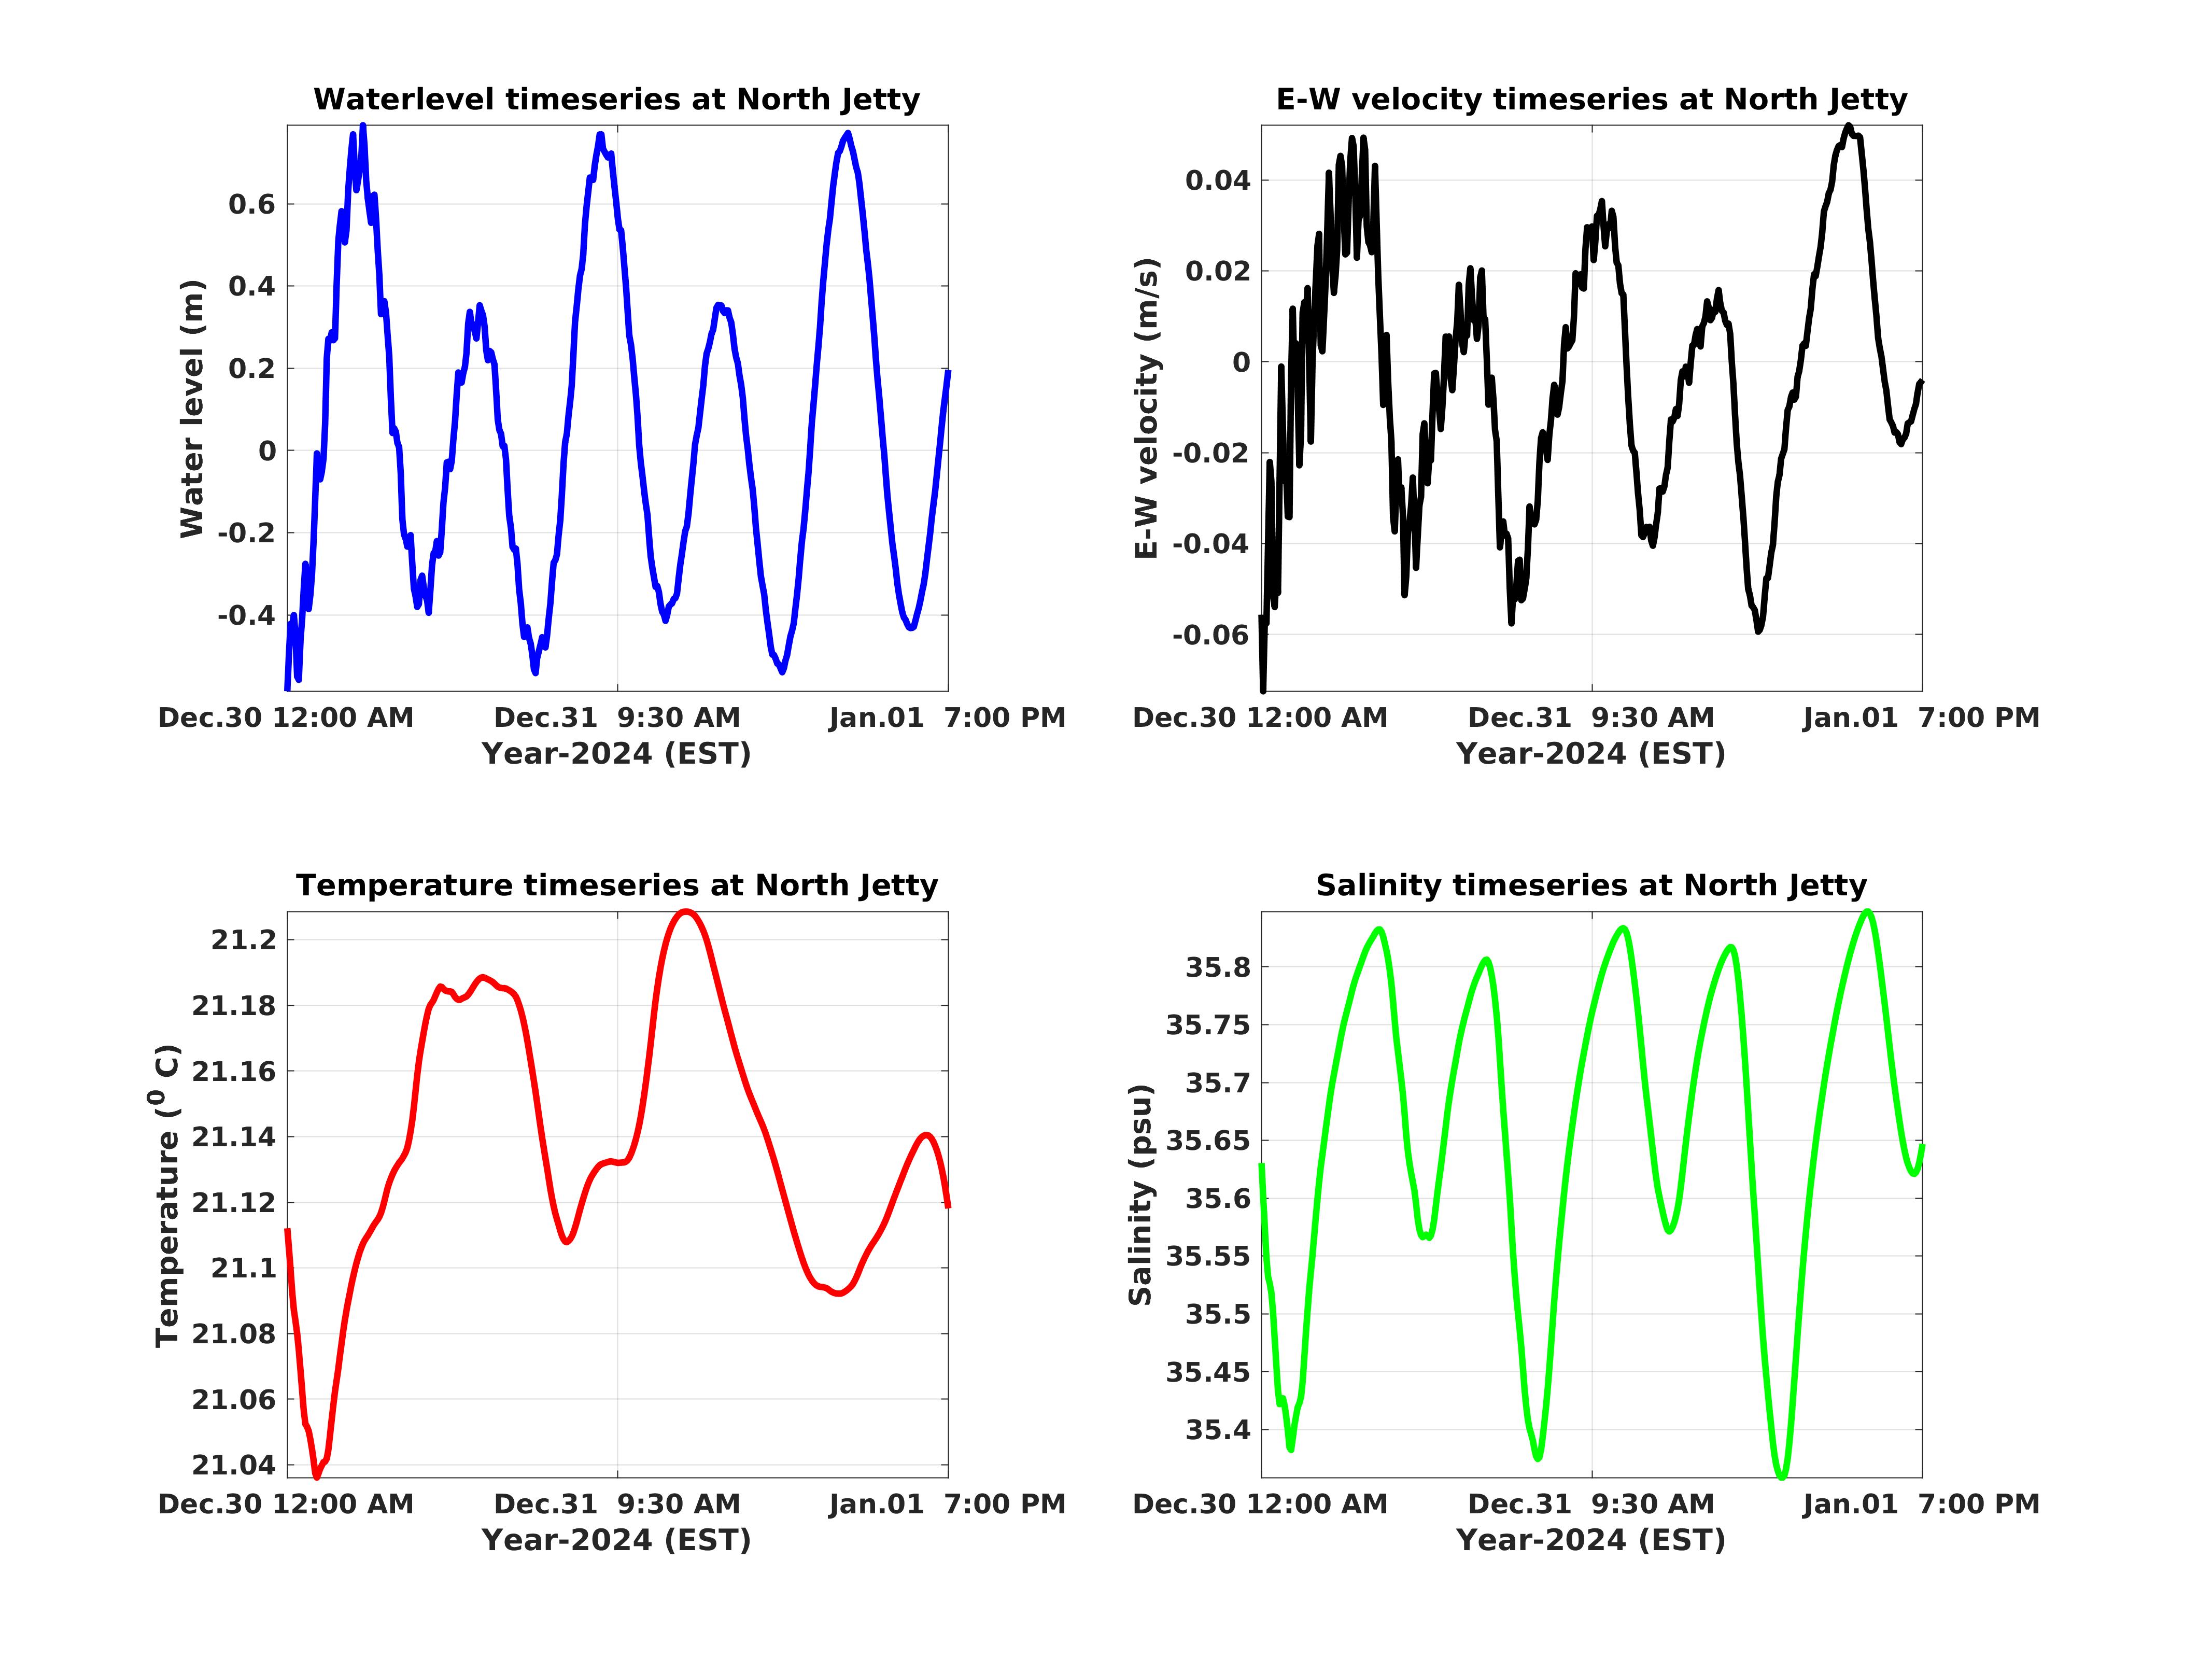 Waterlevel timeseries at North Jetty
Water level (m)
0.6
0.4
0.2
0
-0.2
-0.4
Dec.30 12:00 AM Dec.31 9:30 AM Jan.01 7:00 PM
Year-2024 (EST)
E-W velocity timeseries at North Jetty
E-W velocity (m/s)
0.04
0.02
0
-0.02
-0.04
-0.06
Dec.30 12:00 AM Dec.31 9:30 AM Jan.01 7:00 PM
Year-2024 (EST)
Temperature timeseries at North Jetty
Temperature (⁰ C)
21.2
21.18
21.16
21.14
21.12
21.1
21.08
21.06
21.04
Dec.30 12:00 AM Dec.31 9:30 AM Jan.01 7:00 PM
Year-2024 (EST)
Salinity timeseries at North Jetty
Salinity (psu)
35.8
35.75
35.7
35.65
35.6
35.55
35.5
35.45
35.4
Dec.30 12:00 AM Dec.31 9:30 AM Jan.01 7:00 PM
Year-2024 (EST)